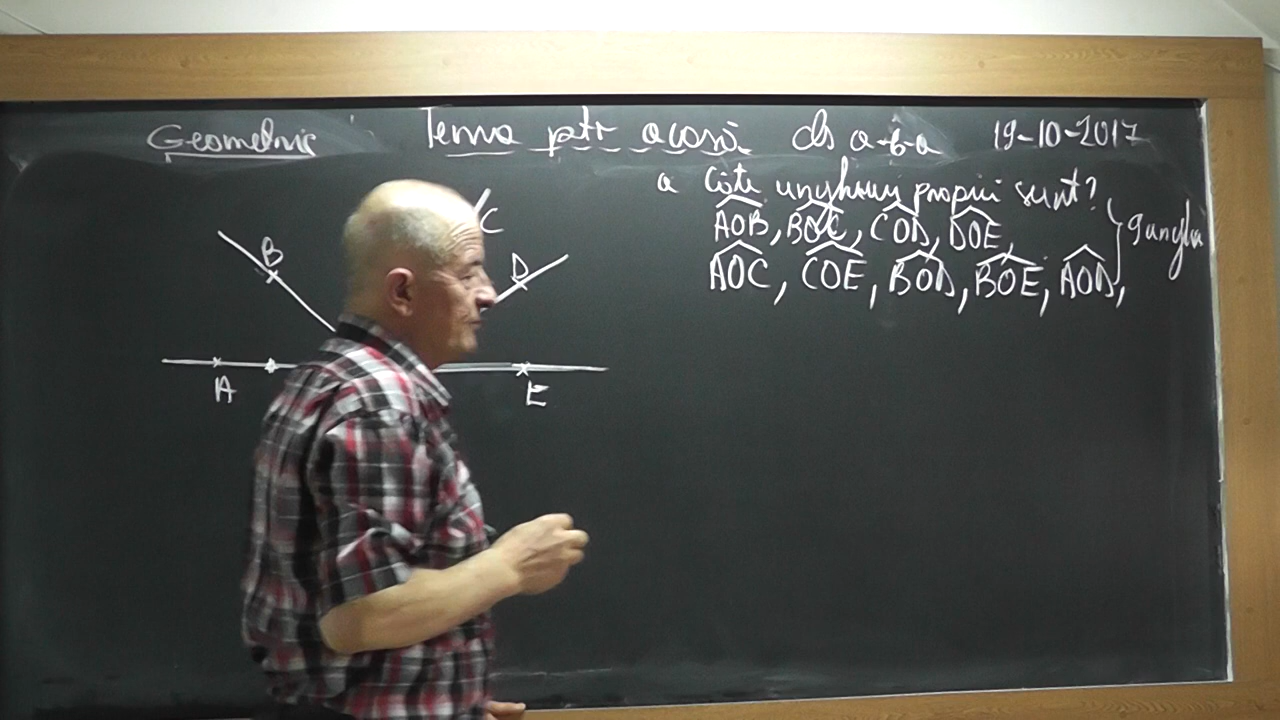 Geometrie Tema ptr acasă cls a-6-a 19-10-2017
a Câte unghiuri proprii sunt?
AOB, BOC, COD, DOE,
AOC, COE, BOD, BOE, AOD,
9 unghiuri
B
C
D
A
E